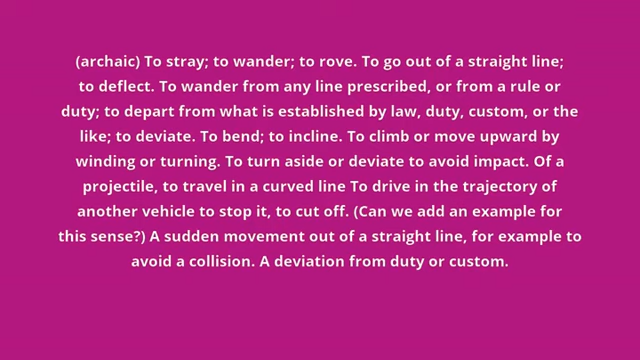 (archaic) To stray; to wander; to rove. To go out of a straight line;
to deflect. To wander from any line prescribed, or from a rule or
duty; to depart from what is established by law, duty, custom, or the
like; to deviate. To bend; to incline. To climb or move upward by
winding or turning. To turn aside or deviate to avoid impact. Of a
projectile, to travel in a curved line To drive in the trajectory of
another vehicle to stop it, to cut off. (Can we add an example for
this sense?) A sudden movement out of a straight line, for example to
avoid a collision. A deviation from duty or custom.